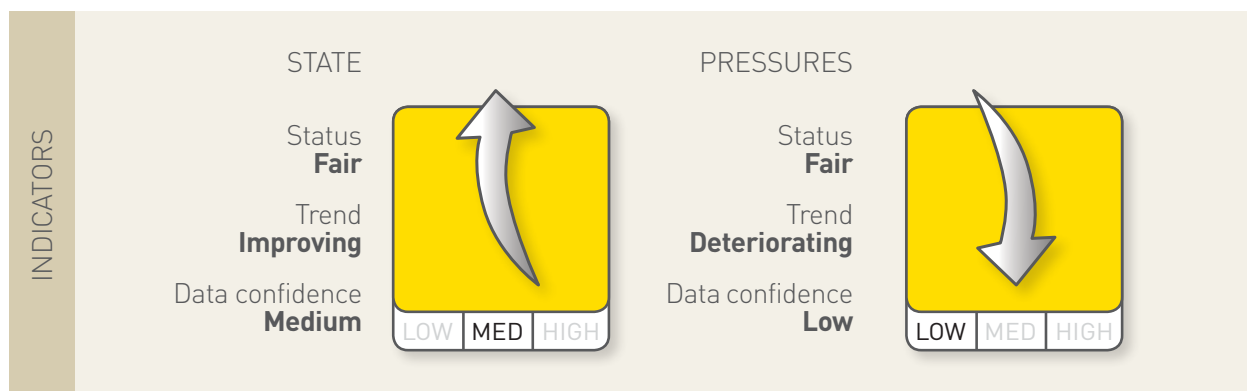 INDICATORS
STATE
Status
Fair
Trend
Improving
Data confidence
Medium
LOW MED HIGH
PRESSURES
Status
Fair
Trend
Deteriorating
Data confidence
Low
LOW MED HIGH